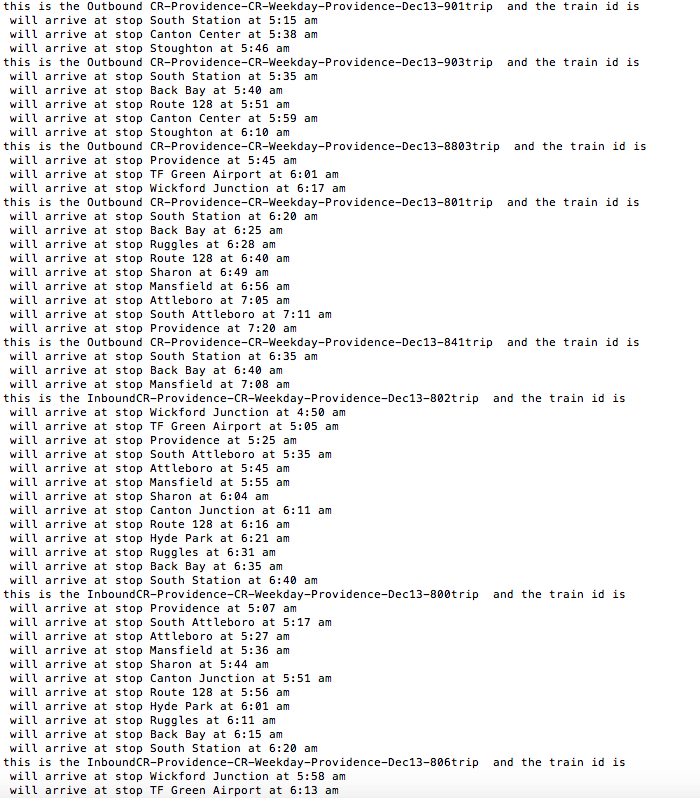 this is the Outbound CR-Providence-CR-Weekday-Providence-Dec13-901trip  and the train id is
will arrive at stop South Station at 5:15 am
will arrive at stop Canton Center at 5:38 am
will arrive at stop Stoughton at 5:46 am
this is the Outbound CR-Providence-CR-Weekday-Providence-Dec13-903trip  and the train id is
will arrive at stop South Station at 5:35 am
will arrive at stop Back Bay at 5:40 am
will arrive at stop Route 128 at 5:51 am
will arrive at stop Canton Center at 5:59 am
will arrive at stop Stoughton at 6:10 am
this is the Outbound CR-Providence-CR-Weekday-Providence-Dec13-8803trip  and the train id is
will arrive at stop Providence at 5:45 am
will arrive at stop TF Green Airport at 6:01 am
will arrive at stop Wickford Junction at 6:17 am
this is the Outbound CR-Providence-CR-Weekday-Providence-Dec13-801trip  and the train id is
will arrive at stop South Station at 6:20 am
will arrive at stop Back Bay at 6:25 am
will arrive at stop Ruggles at 6:28 am
will arrive at stop Route 128 at 6:40 am
will arrive at stop Sharon at 6:49 am
will arrive at stop Mansfield at 6:56 am
will arrive at stop Attleboro at 7:05 am
will arrive at stop South Attleboro at 7:11 am
will arrive at stop Providence at 7:20 am
this is the Outbound CR-Providence-CR-Weekday-Providence-Dec13-841trip  and the train id is
will arrive at stop South Station at 6:35 am
will arrive at stop Back Bay at 6:40 am
will arrive at stop Mansfield at 7:08 am
this is the InboundCR-Providence-CR-Weekday-Providence-Dec13-802trip  and the train id is
will arrive at stop Wickford Junction at 4:50 am
will arrive at stop TF Green Airport at 5:05 am
will arrive at stop Providence at 5:25 am
will arrive at stop South Attleboro at 5:35 am
will arrive at stop Attleboro at 5:45 am
will arrive at stop Mansfield at 5:55 am
will arrive at stop Sharon at 6:04 am
will arrive at stop Canton Junction at 6:11 am
will arrive at stop Route 128 at 6:16 am
will arrive at stop Hyde Park at 6:21 am
will arrive at stop Ruggles at 6:31 am
will arrive at stop Back Bay at 6:35 am
will arrive at stop South Station at 6:40 am
this is the InboundCR-Providence-CR-Weekday-Providence-Dec13-800trip  and the train id is
will arrive at stop Providence at 5:07 am
will arrive at stop South Attleboro at 5:17 am
will arrive at stop Attleboro at 5:27 am
will arrive at stop Mansfield at 5:36 am
will arrive at stop Sharon at 5:44 am
will arrive at stop Canton Junction at 5:51 am
will arrive at stop Route 128 at 5:56 am
will arrive at stop Hyde Park at 6:01 am
will arrive at stop Ruggles at 6:11 am
will arrive at stop Back Bay at 6:15 am
will arrive at stop South Station at 6:20 am
this is the InboundCR-Providence-CR-Weekday-Providence-Dec13-806trip  and the train id is
will arrive at stop Wickford Junction at 5:58 am
will arrive at stop TF Green Airport at 6:13 am